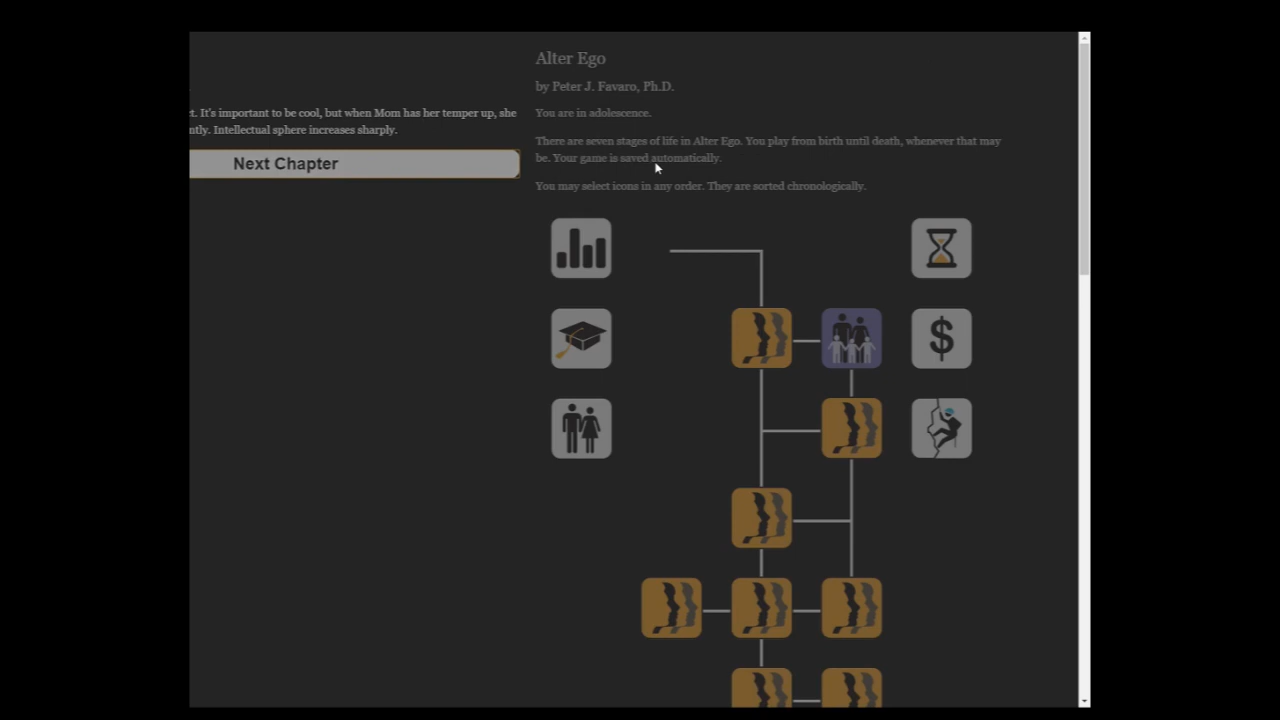 ct. It's important to be cool, but when Mom has her temper up, she
ntly. Intellectual sphere increases sharply.
Next Chapter
Alter Ego
by Peter J. Favaro, Ph.D.
You are in adolescence.
There are seven stages of life in Alter Ego. You play from birth until death, whenever that may
be. Your game is saved automatically.
You may select icons in any order. They are sorted chronologically.
$